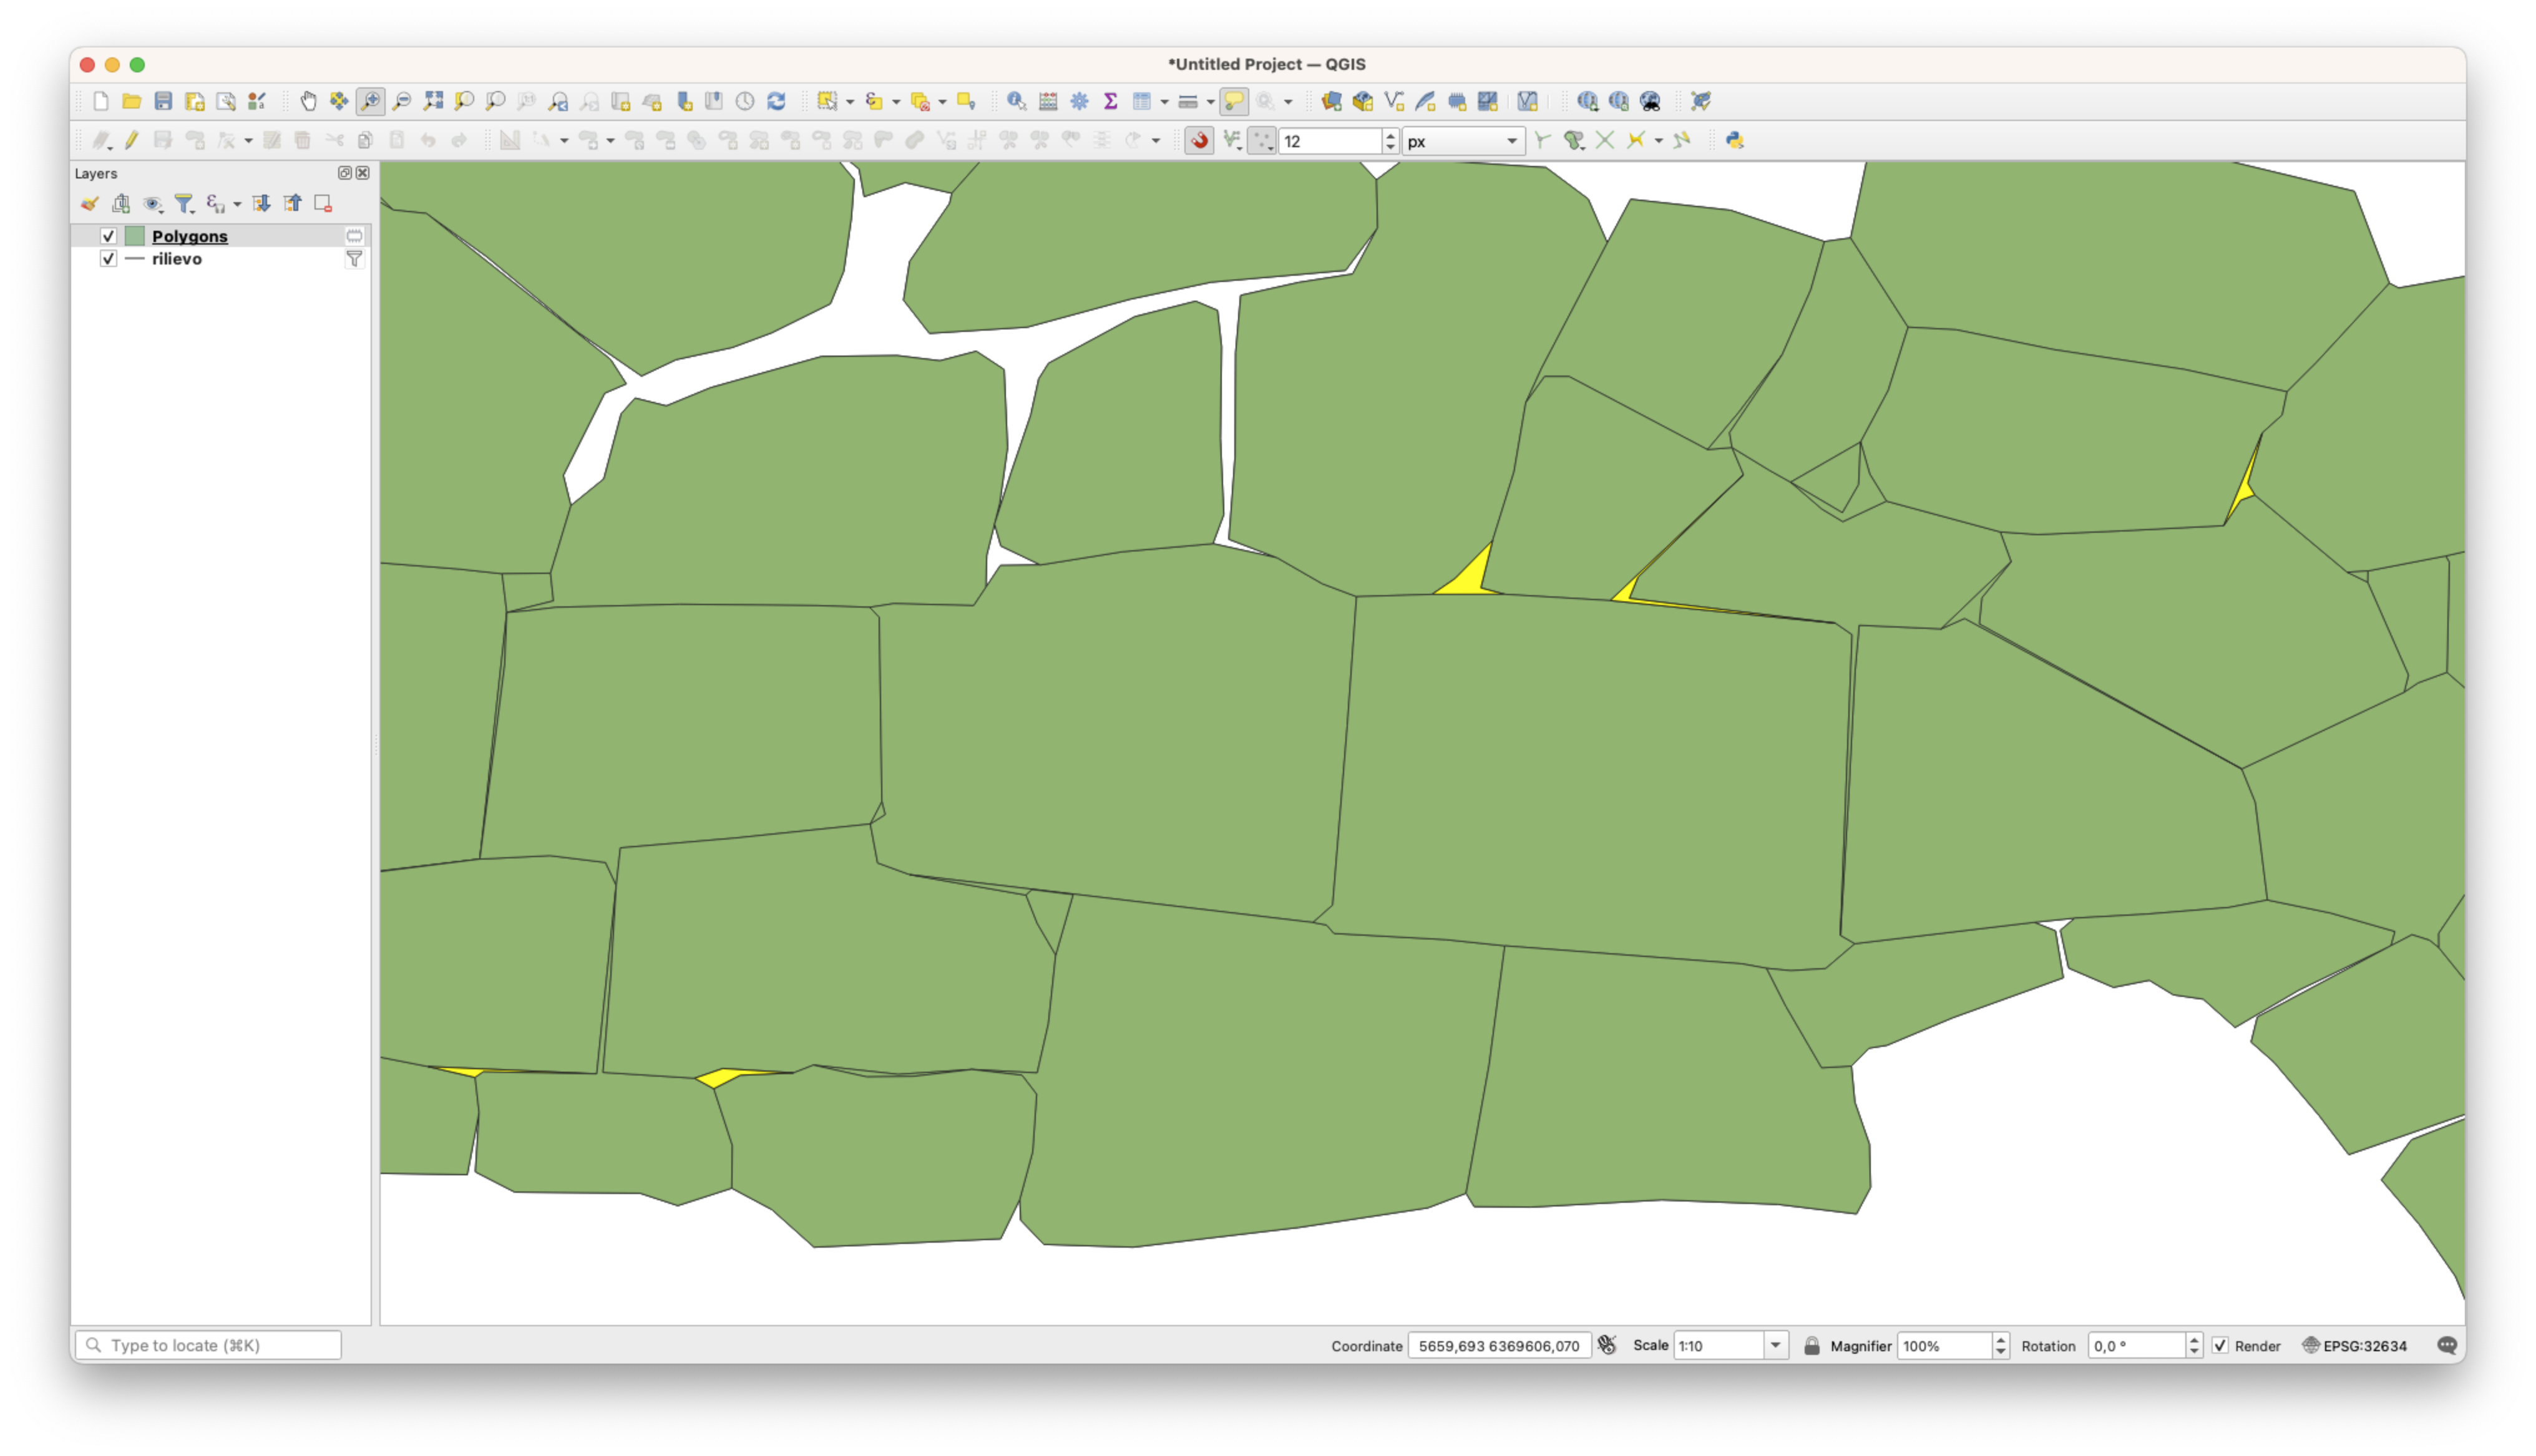 *Untitled Project — QGIS
12 px
Layers
Polygons
rilievo
Type to locate (⌘K) Coordinate 5659,693 6369606,070 Scale 1:10 Magnifier 100% Rotation 0,0 ° Render EPSG:32634